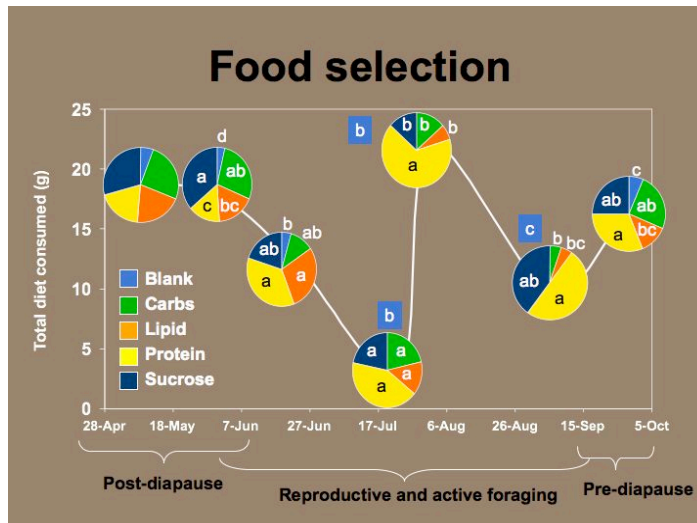 Food selection
Total diet consumed (g)
25
20
15
10
5
0
28-Apr 18-May 7-Jun 27-Jun 17-Jul 6-Aug 26-Aug 15-Sep 5-Oct
Blank
Carbs
Lipid
Protein
Sucrose
d
a ab
c bc
b
ab ab
a a
b
a a
a a
b
b b b
a
c
b bc
ab a
c
ab ab
a bc
Post-diapause
Reproductive and active foraging
Pre-diapause